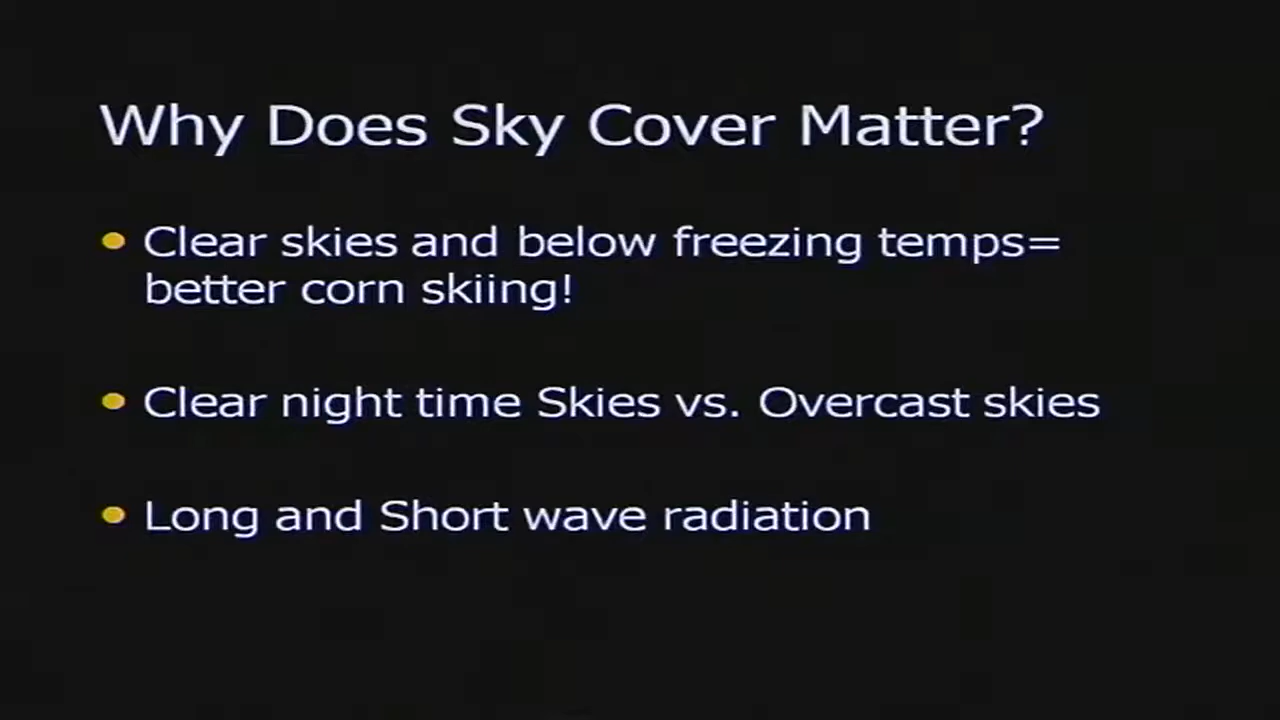 Why Does Sky Cover Matter?
Clear skies and below freezing temps=
better corn skiing!
Clear night time Skies vs. Overcast skies
Long and Short wave radiation